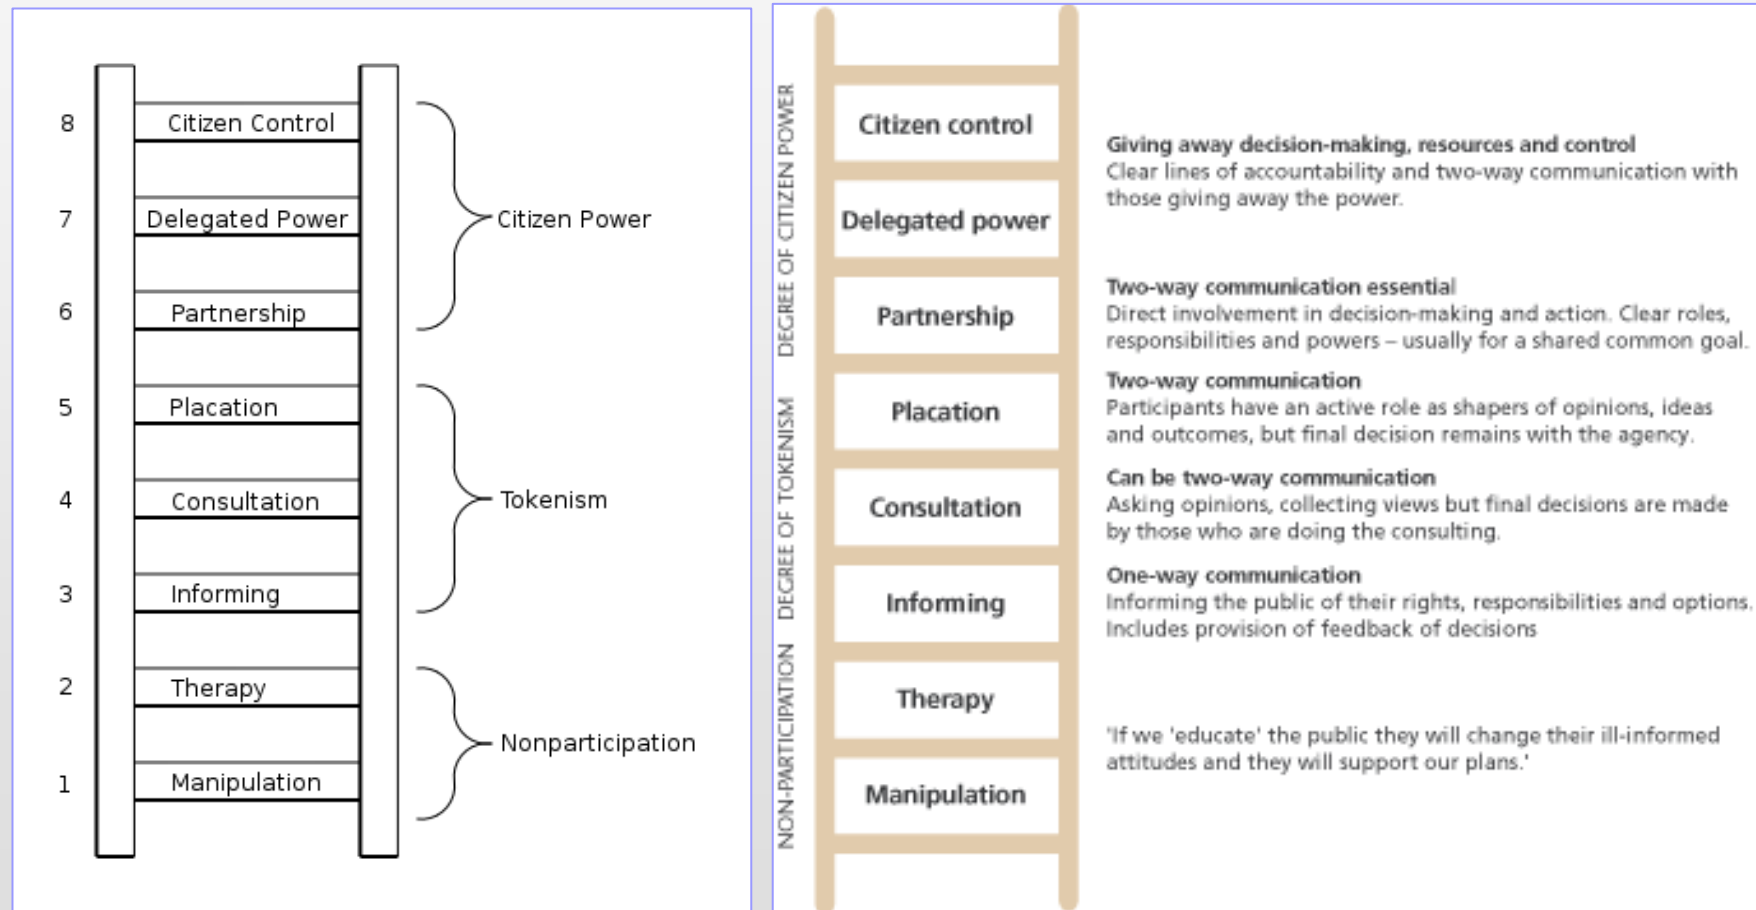 8 Citizen Control
7 Delegated Power
Citizen Power
6 Partnership
5 Placation
4 Consultation
Tokenism
3 Informing
2 Therapy
Nonparticipation
1 Manipulation
DEGREE OF CITIZEN POWER
DEGREE OF TOKENISM
NON-PARTICIPATION
Citizen control
Delegated power
Partnership
Placation
Consultation
Informing
Therapy
Manipulation
Giving away decision-making, resources and control
Clear lines of accountability and two-way communication with
those giving away the power.
Two-way communication essential
Direct involvement in decision-making and action. Clear roles,
responsibilities and powers – usually for a shared common goal.
Two-way communication
Participants have an active role as shapers of opinions, ideas
and outcomes, but final decision remains with the agency.
Can be two-way communication
Asking opinions, collecting views but final decisions are made
by those who are doing the consulting.
One-way communication
Informing the public of their rights, responsibilities and options.
Includes provision of feedback of decisions
'If we 'educate' the public they will change their ill-informed
attitudes and they will support our plans.'